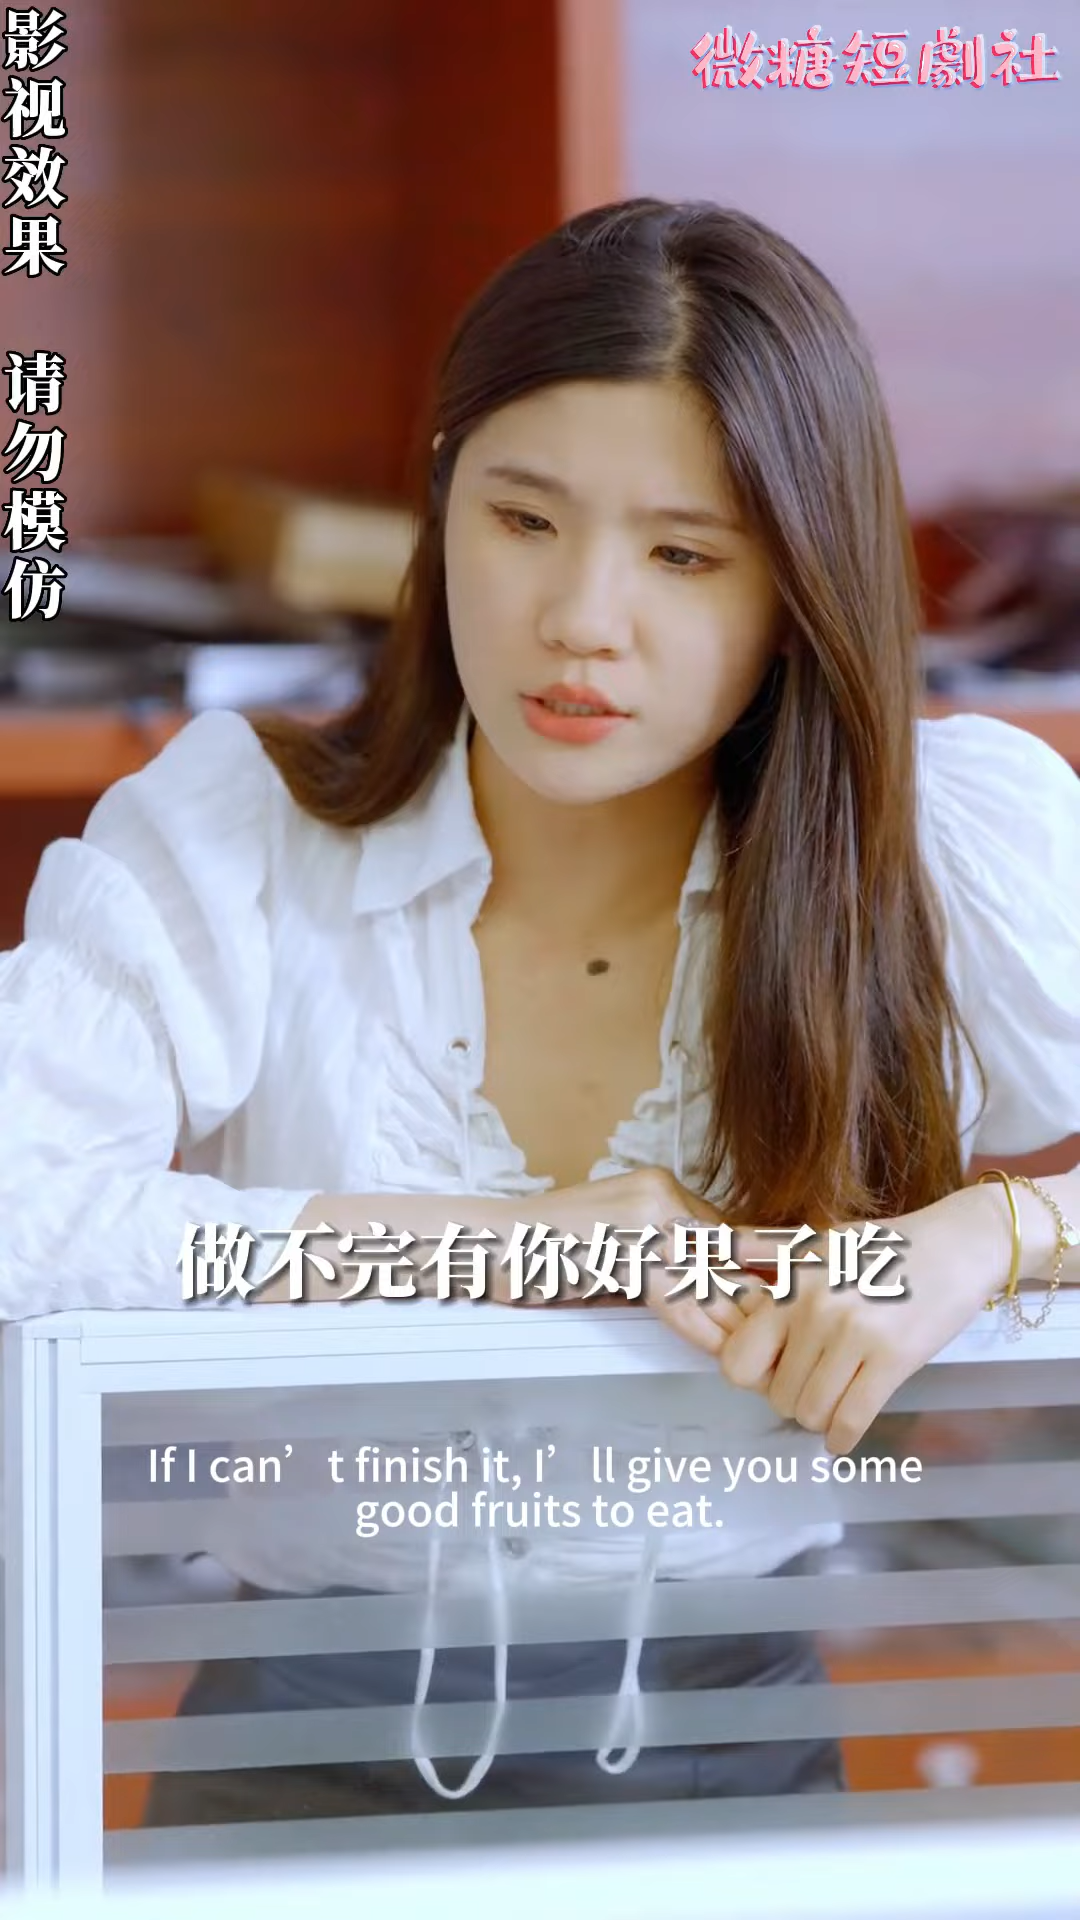 影视效果 请勿模仿
微糖短劇社
做不完有你好果子吃
If I can’t finish it, I’ll give you some
good fruits to eat.